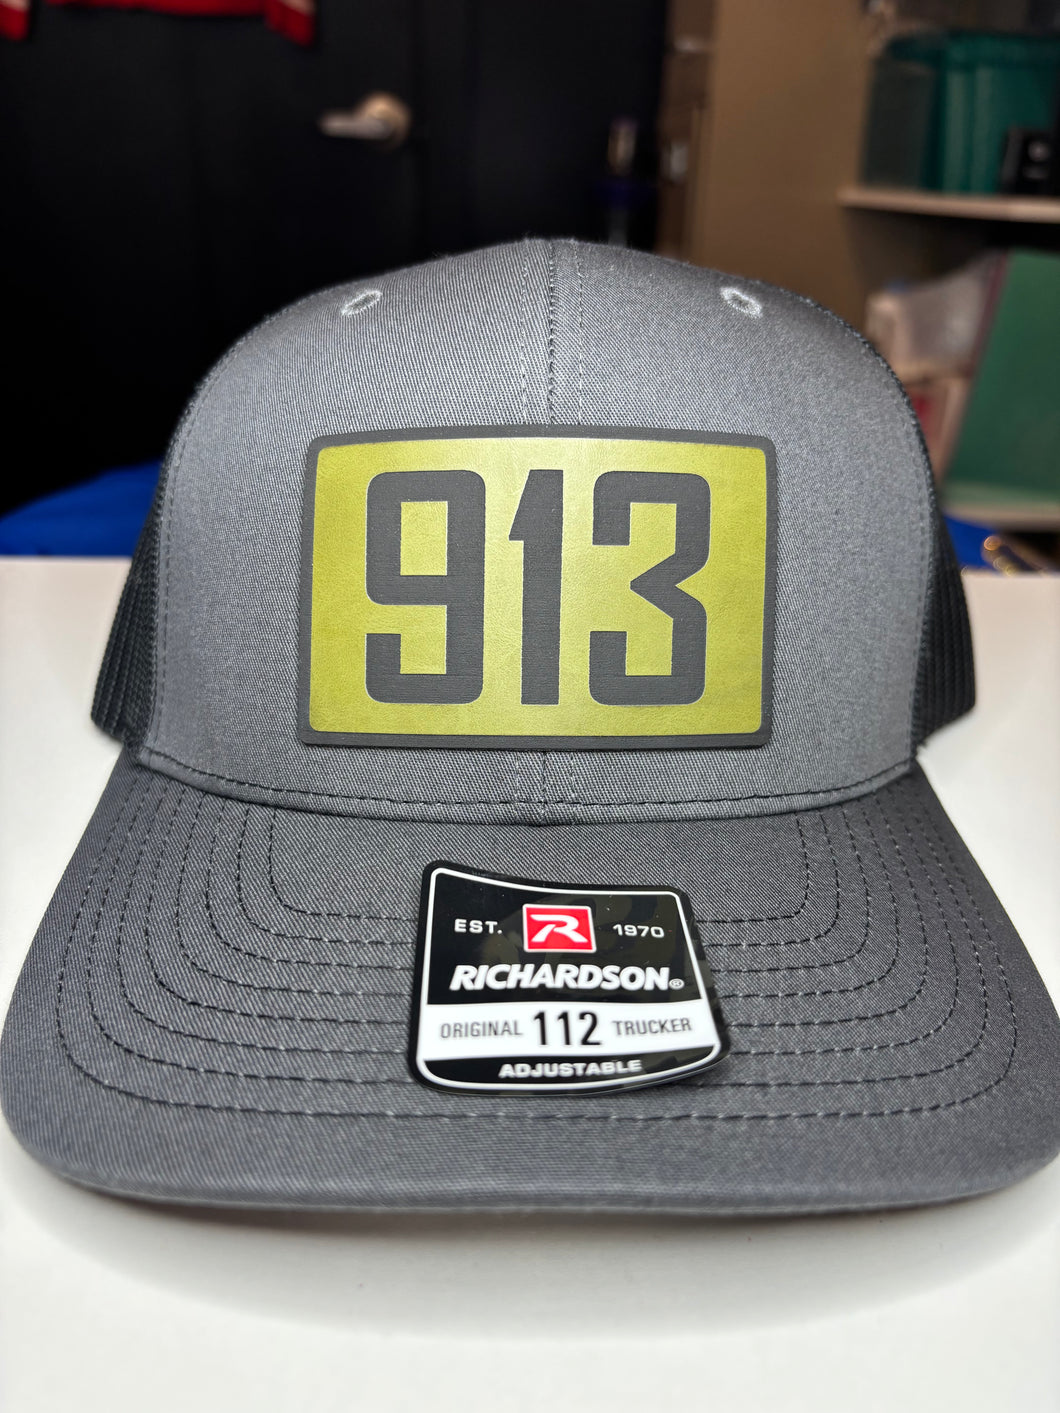 913
EST. R 1970
RICHARDSON®
ORIGINAL 112 TRUCKER
ADJUSTABLE